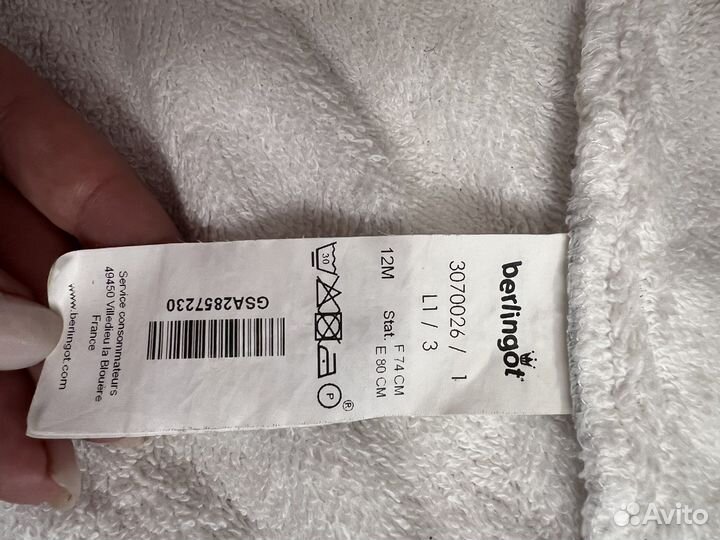 berlingot
3070026 / 1
L1 / 3
12M
Stat. F 74 CM
E 80 CM
30
P
®
GSA2857230
Service consommateurs
49450 Villedieu la Blouère
France
www.berlingot.com
Avito